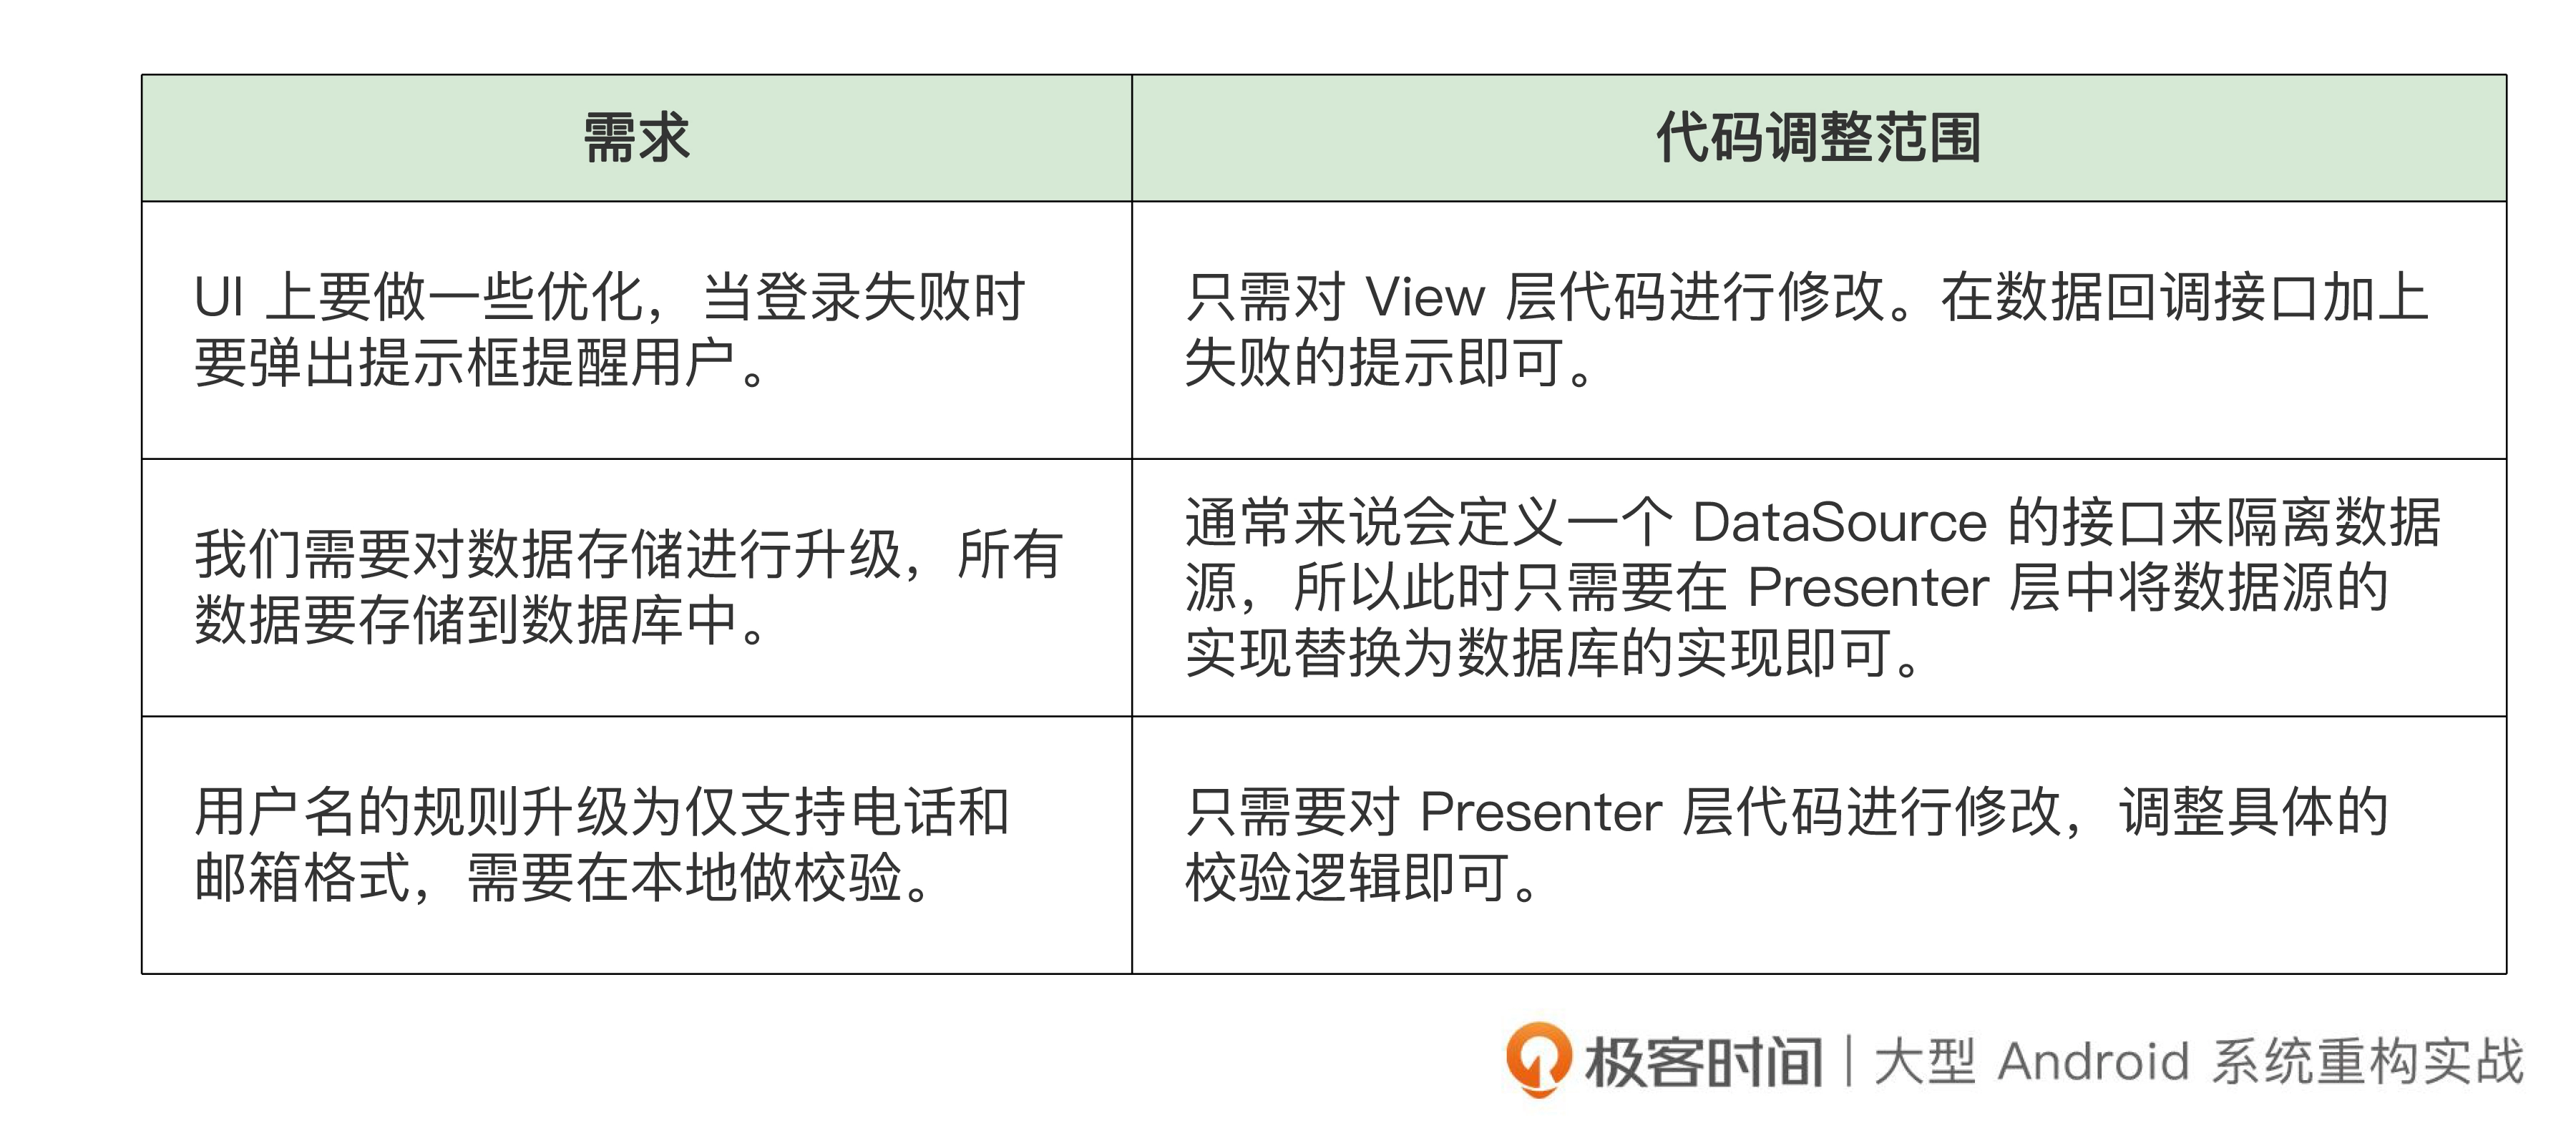 需求
代码调整范围
UI 上要做一些优化，当登录失败时
要弹出提示框提醒用户。
只需对 View 层代码进行修改。在数据回调接口加上
失败的提示即可。
我们需要对数据存储进行升级，所有
数据要存储到数据库中。
通常来说会定义一个 DataSource 的接口来隔离数据
源，所以此时只需要在 Presenter 层中将数据源的
实现替换为数据库的实现即可。
用户名的规则升级为仅支持电话和
邮箱格式，需要在本地做校验。
只需要对 Presenter 层代码进行修改，调整具体的
校验逻辑即可。
极客时间 | 大型 Android 系统重构实战